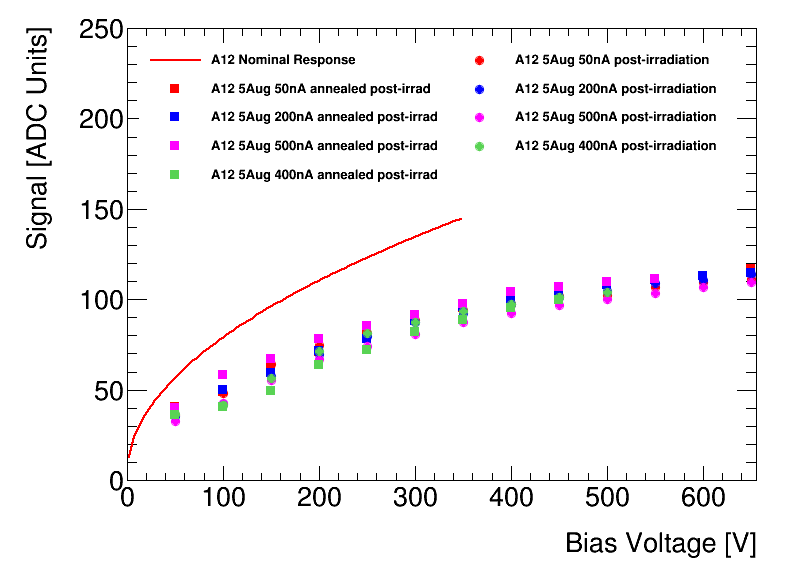 250
200
150
100
50
0
Signal [ADC Units]
A12 Nominal Response
A12 5Aug 50nA annealed post-irrad
A12 5Aug 200nA annealed post-irrad
A12 5Aug 500nA annealed post-irrad
A12 5Aug 400nA annealed post-irrad
A12 5Aug 50nA post-irradiation
A12 5Aug 200nA post-irradiation
A12 5Aug 500nA post-irradiation
A12 5Aug 400nA post-irradiation
0 100 200 300 400 500 600
Bias Voltage [V]